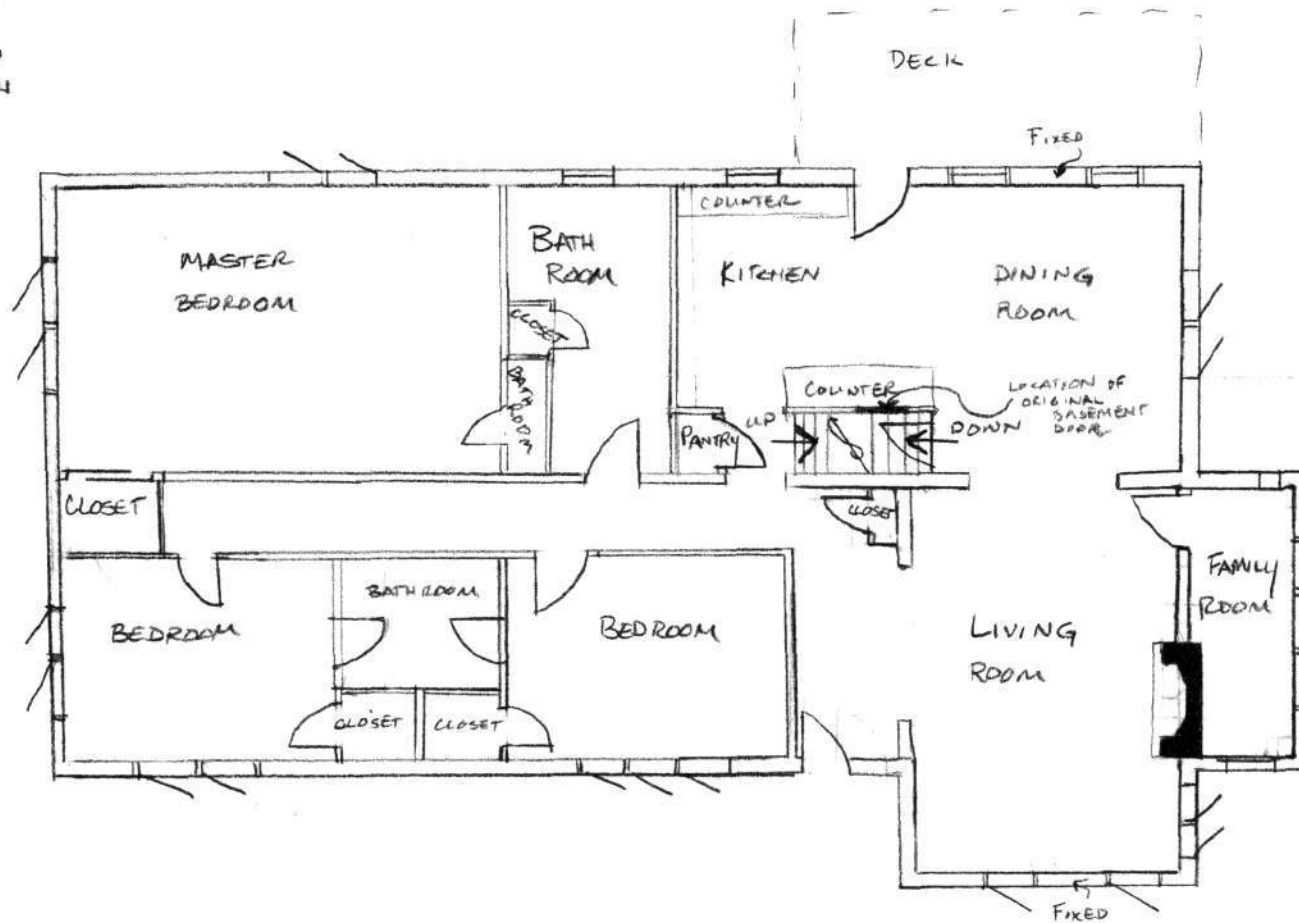 DECK
FIXED
COUNTER
BATH
ROOM
MASTER
BEDROOM
KITCHEN
DINING
ROOM
CLOSET
BATH
ROOM
COUNTER
LOCATION OF
ORIGINAL
BASEMENT
PANTRY
UP
DOWN
CLOSET
CLOSET
FAMILY
ROOM
BATHROOM
BEDROOM
BEDROOM
LIVING
ROOM
CLOSET
CLOSET
FIXED